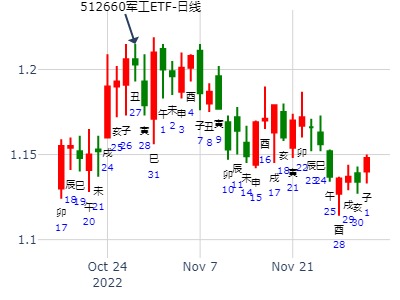 512660军工ETF-日线
1.2
1.15
1.1
卯
17
辰
18
巳
19
午
20
未
21
戌
24
亥
25
子
26
丑
27
寅
28
巳
31
午
1
未
2
申
3
酉
4
子
7
丑
8
寅
9
卯
10
辰
11
未
14
申
15
酉
16
戌
17
亥
18
寅
21
卯
22
辰
23
巳
24
午
25
酉
28
戌
29
亥
30
子
1
Oct 24
2022
Nov 7
Nov 21